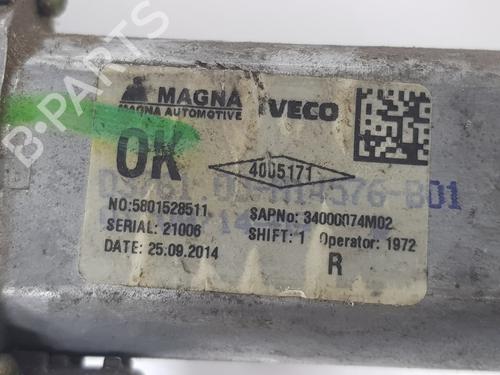 MAGNA
MAGNA AUTOMOTIVE
VECO
OK
4005171
NO:5801528511
SAPNo: 34000074M02
SERIAL: 21006
SHIFT: 1 Operator: 1972
DATE: 25.09.2014
R
B-PARTS